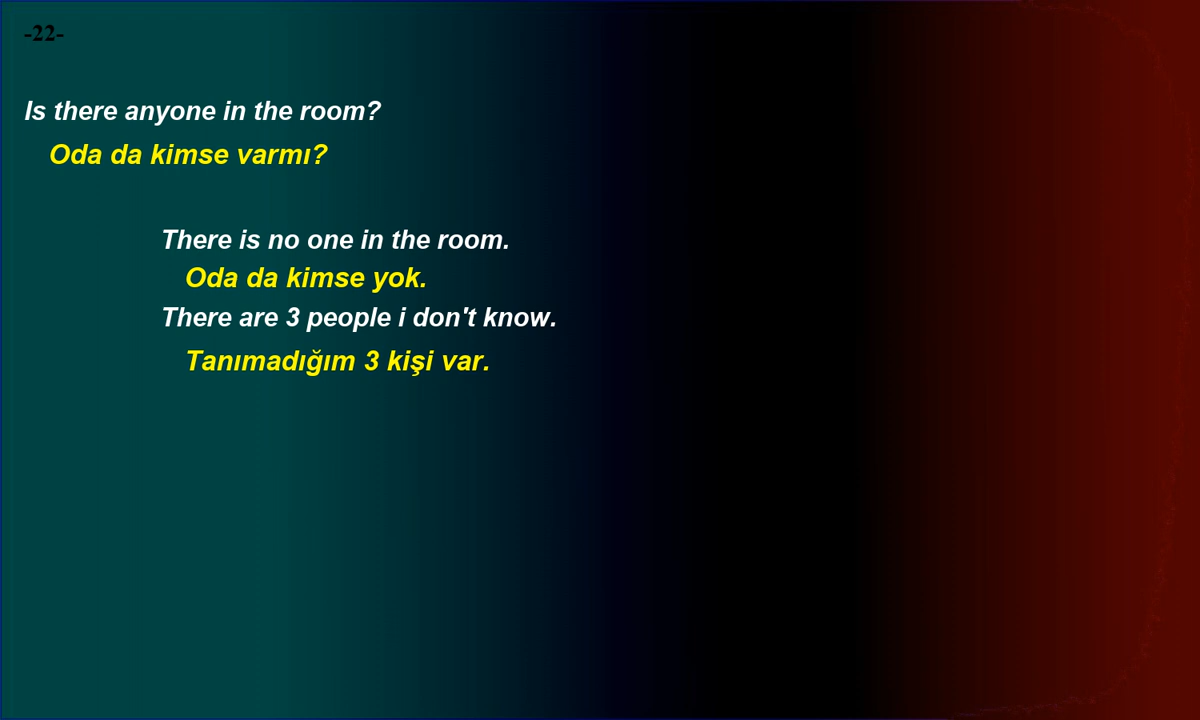 -22-
Is there anyone in the room?
Oda da kimse varmı?
There is no one in the room.
Oda da kimse yok.
There are 3 people i don't know.
Tanımadığım 3 kişi var.